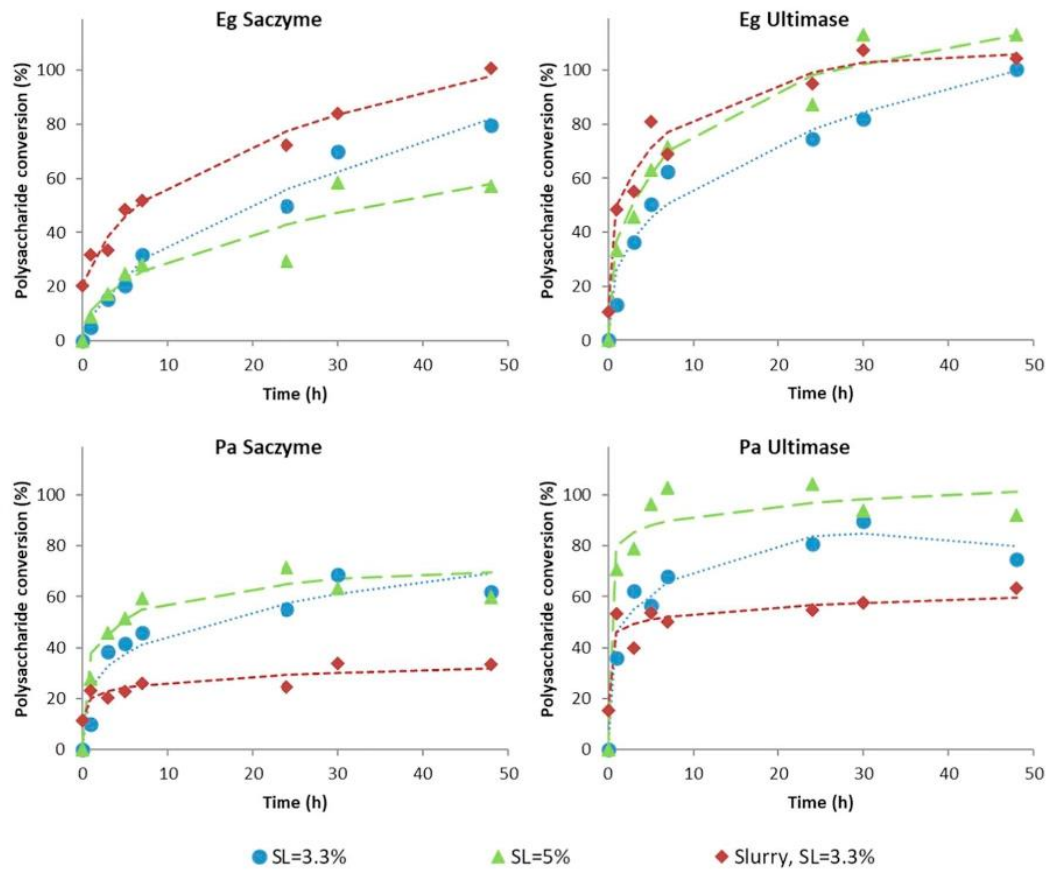 Eg Saczyme
Polysaccharide conversion (%)
100
80
60
40
20
0
0 10 20 30 40 50
Time (h)
Eg Ultimase
Polysaccharide conversion (%)
100
80
60
40
20
0
0 10 20 30 40 50
Time (h)
Pa Saczyme
Polysaccharide conversion (%)
100
80
60
40
20
0
0 10 20 30 40 50
Time (h)
Pa Ultimase
Polysaccharide conversion (%)
100
80
60
40
20
0
0 10 20 30 40 50
Time (h)
SL=3.3% SL=5% Slurry, SL=3.3%